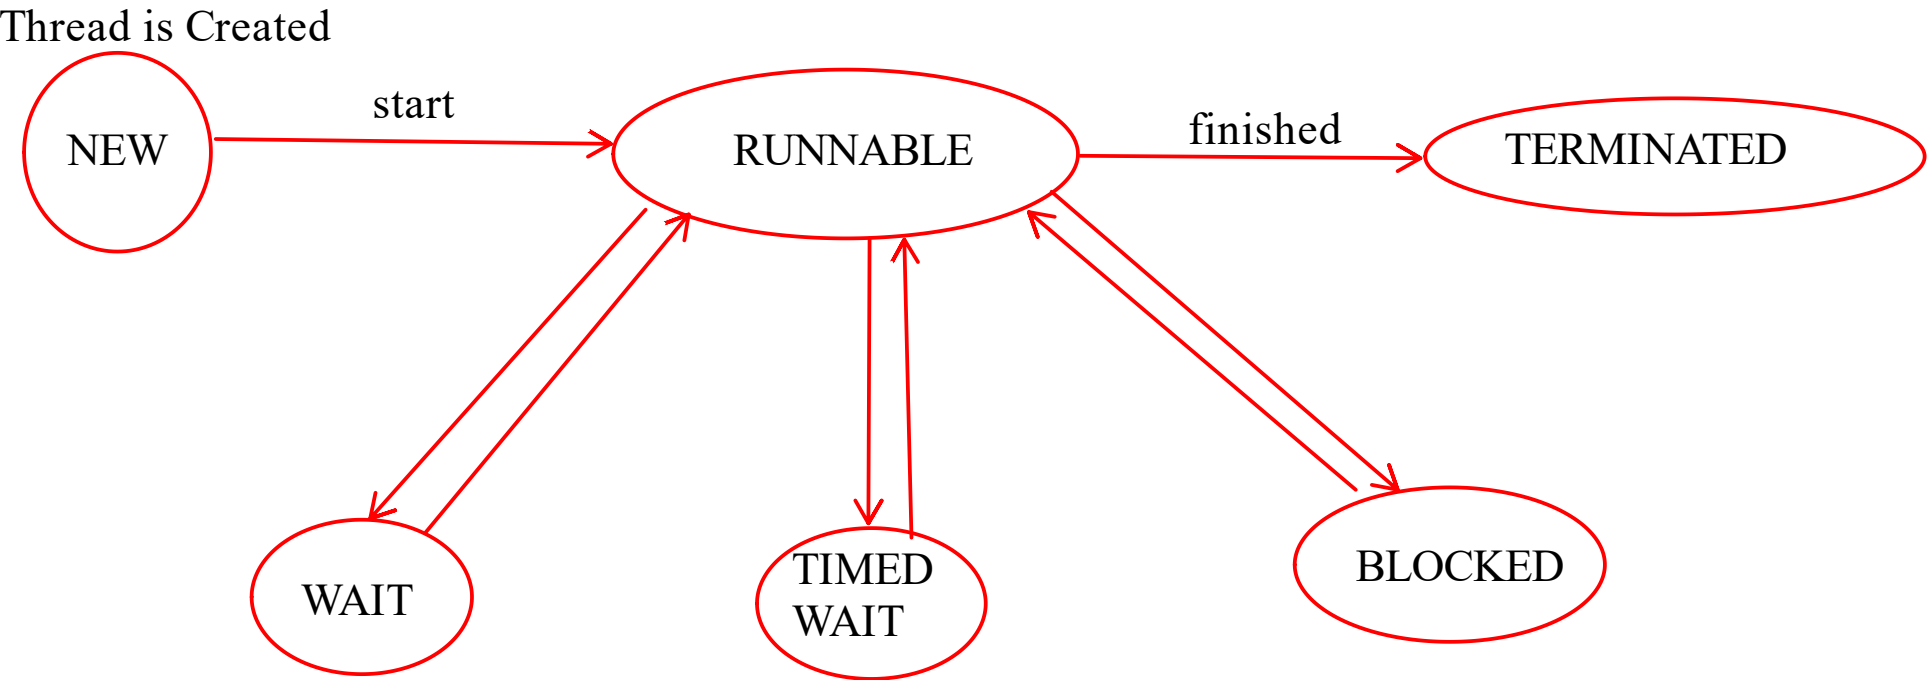 Thread is Created
NEW
start
RUNNABLE
finished
TERMINATED
WAIT
TIMED
WAIT
BLOCKED